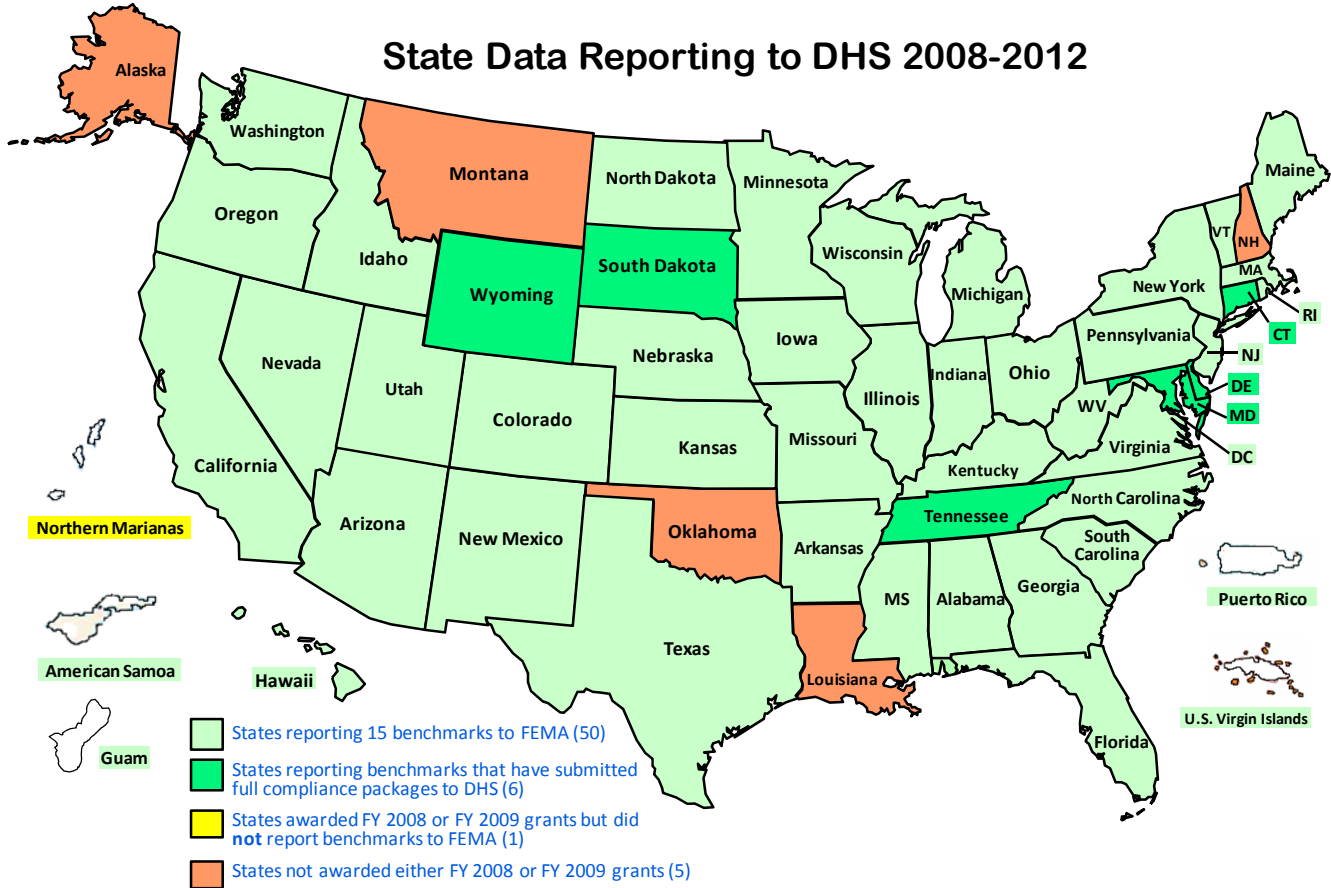 State Data Reporting to DHS 2008-2012
Alaska
Washington
Montana
North Dakota
Minnesota
Maine
Oregon
Idaho
Wisconsin
VT
NH
South Dakota
MA
Wyoming
Michigan
New York
RI
Pennsylvania
CT
Iowa
NJ
Nebraska
Nevada
Ohio
Indiana
DE
Utah
Illinois
WV
MD
Colorado
Missouri
Virginia
Kansas
DC
California
Kentucky
North Carolina
Arizona
Tennessee
Northern Marianas
Oklahoma
New Mexico
Arkansas
South
Carolina
Georgia
MS
Alabama
Puerto Rico
Texas
American Samoa
Hawaii
Louisiana
U.S. Virgin Islands
Florida
Guam
States reporting 15 benchmarks to FEMA (50)
States reporting benchmarks that have submitted
full compliance packages to DHS (6)
States awarded FY 2008 or FY 2009 grants but did
not report benchmarks to FEMA (1)
States not awarded either FY 2008 or FY 2009 grants (5)